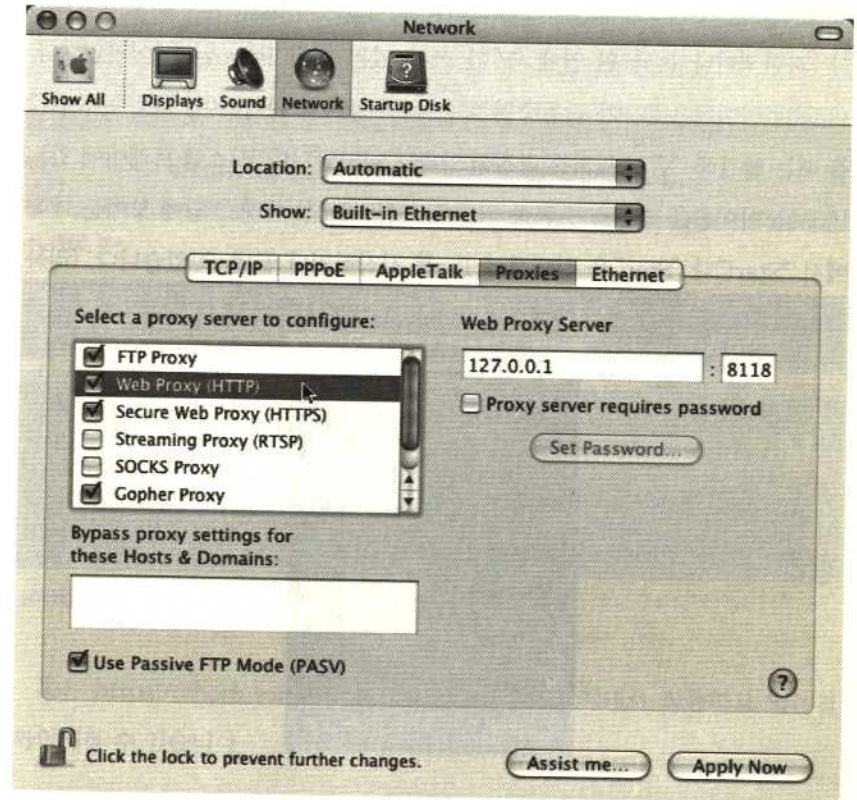 Network
Show All
Displays
Sound
Network
Startup Disk
Location: Automatic
Show: Built-in Ethernet
TCP/IP
PPPoE
AppleTalk
Proxies
Ethernet
Select a proxy server to configure:
FTP Proxy
Web Proxy (HTTP)
Secure Web Proxy (HTTPS)
Streaming Proxy (RTSP)
SOCKS Proxy
Gopher Proxy
Web Proxy Server
127.0.0.1 : 8118
Proxy server requires password
Set Password...
Bypass proxy settings for
these Hosts & Domains:
Use Passive FTP Mode (PASV)
?
Click the lock to prevent further changes.
Assist me...
Apply Now